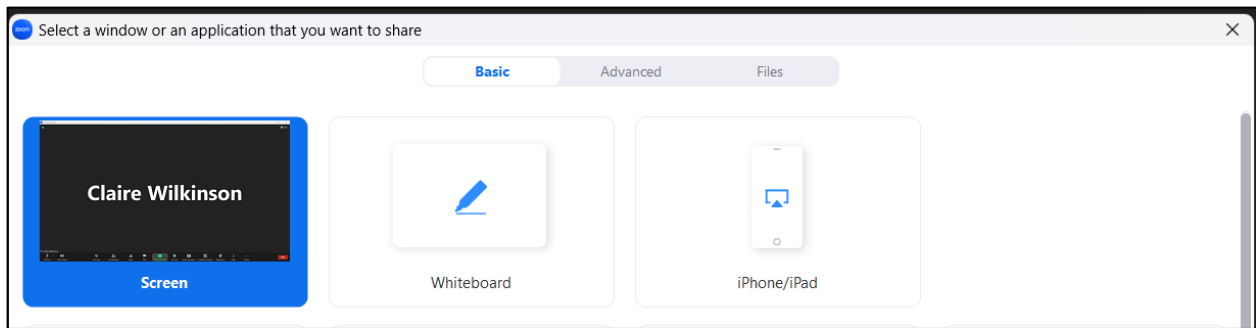 zoom
Select a window or an application that you want to share
Basic
Advanced
Files
Claire Wilkinson
Screen
Whiteboard
iPhone/iPad